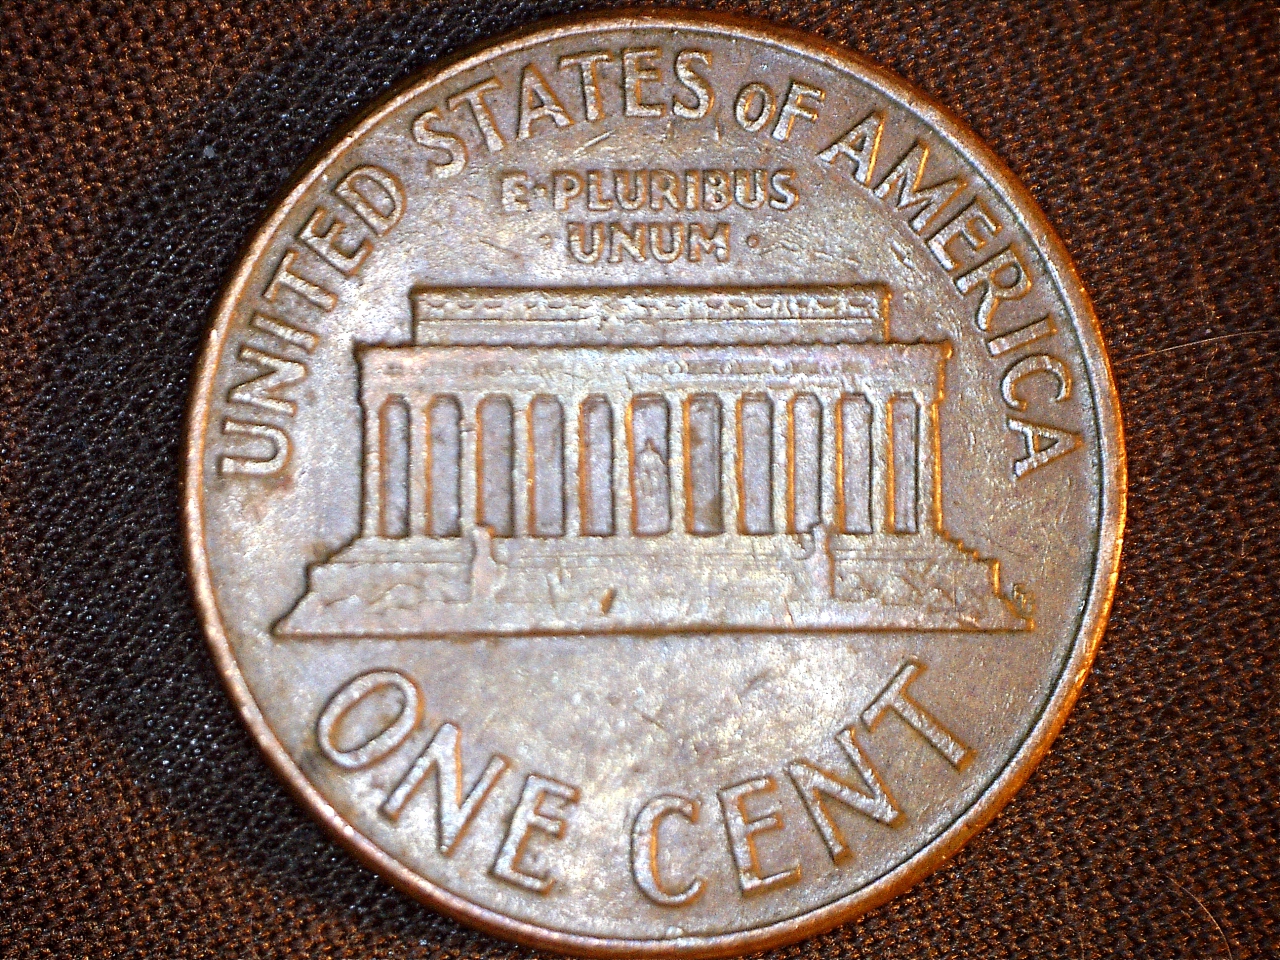 UNITED STATES OF AMERICA
E·PLURIBUS
·UNUM·
ONE CENT